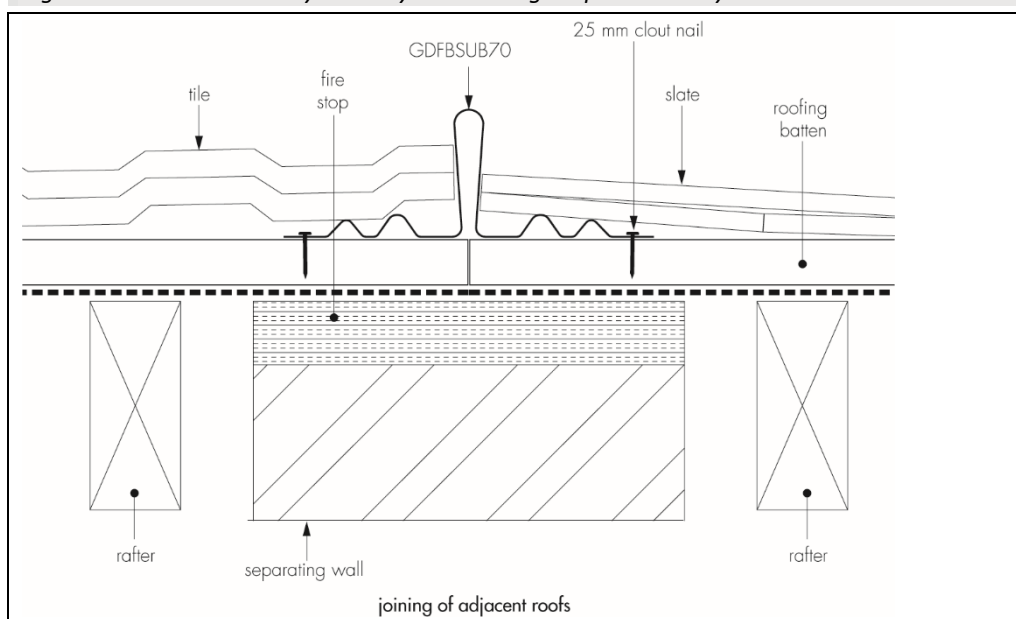 25 mm clout nail
GDFBSUB70
fire
stop
tile
slate
roofing
batten
rafter
separating wall
rafter
joining of adjacent roofs